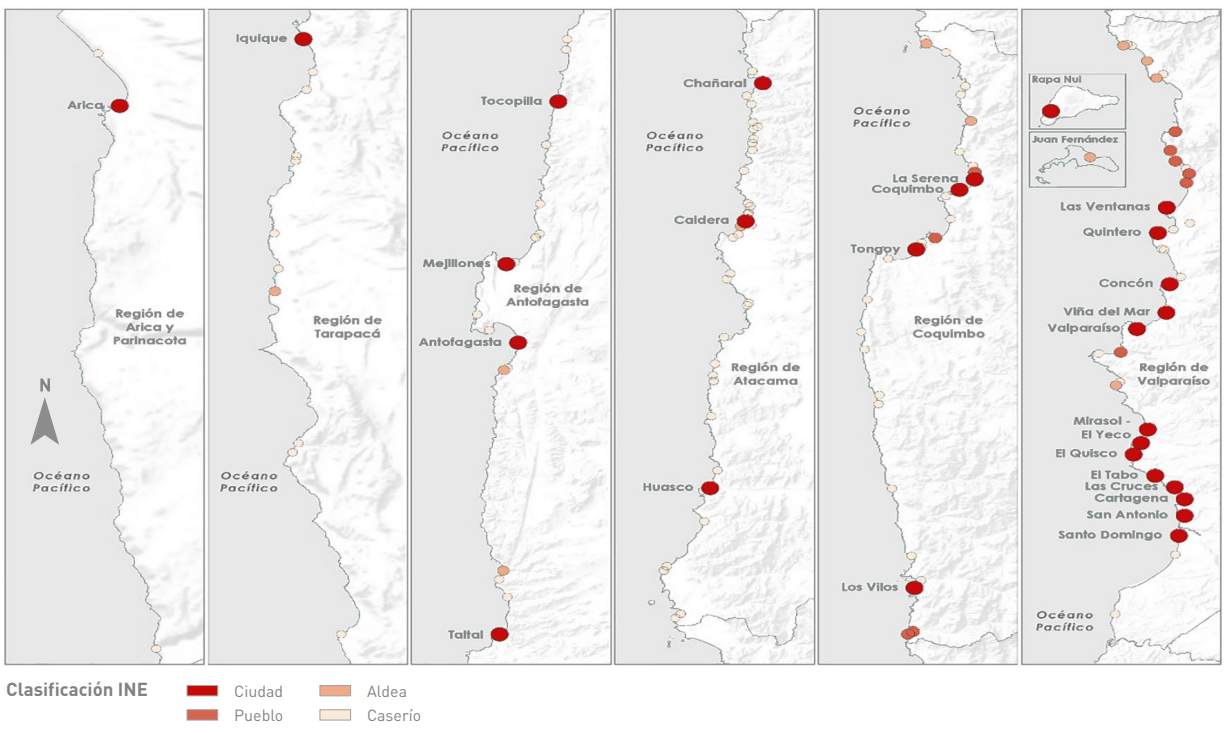 Arica
Región de
Arica y
Parinacota
N
Océano
Pacífico
Iquique
Región de
Tarapacá
Océano
Pacífico
Tocopilla
Océano
Pacífico
Mejillones
Región de
Antofagasta
Antofagasta
Taltal
Chañaral
Océano
Pacífico
Caldera
Región de
Atacama
Huasco
Océano
Pacífico
La Serena
Coquimbo
Tongoy
Región de
Coquimbo
Los Vilos
Rapa Nui
Juan Fernández
Las Ventanas
Quintero
Concón
Viña del Mar
Valparaíso
Región de
Valparaíso
Mirasol -
El Yeco
El Quisco
El Tabo
Las Cruces
Cartagena
San Antonio
Santo Domingo
Océano
Pacífico
Clasificación INE
Ciudad
Aldea
Pueblo
Caserío